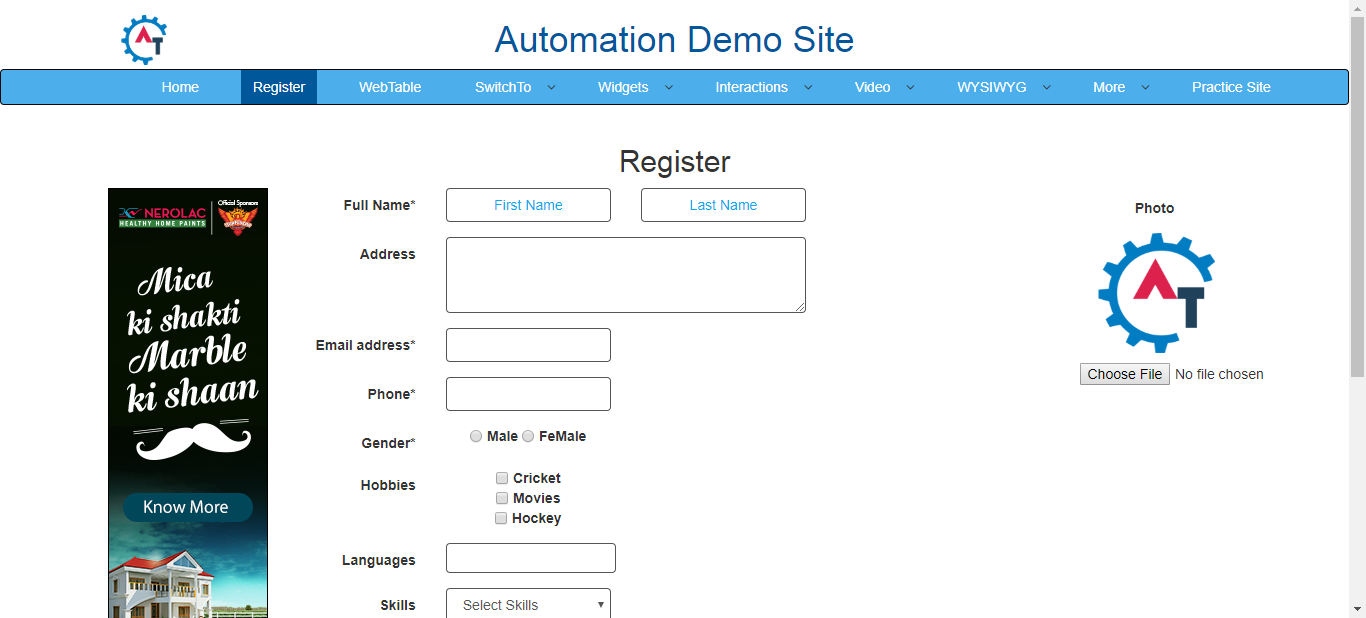 AT
Automation Demo Site
Home Register WebTable SwitchTo Widgets Interactions Video WYSIWYG More Practice Site
Register
NEROLAC
HEALTHY HOME PAINTS
Official Sponsors
Mica
ki shakti
Marble
ki shaan
Know More
Full Name* First Name Last Name
Address
Email address*
Phone*
Gender* Male FeMale
Hobbies Cricket
Movies
Hockey
Languages
Skills Select Skills
Photo
AT
Choose File No file chosen